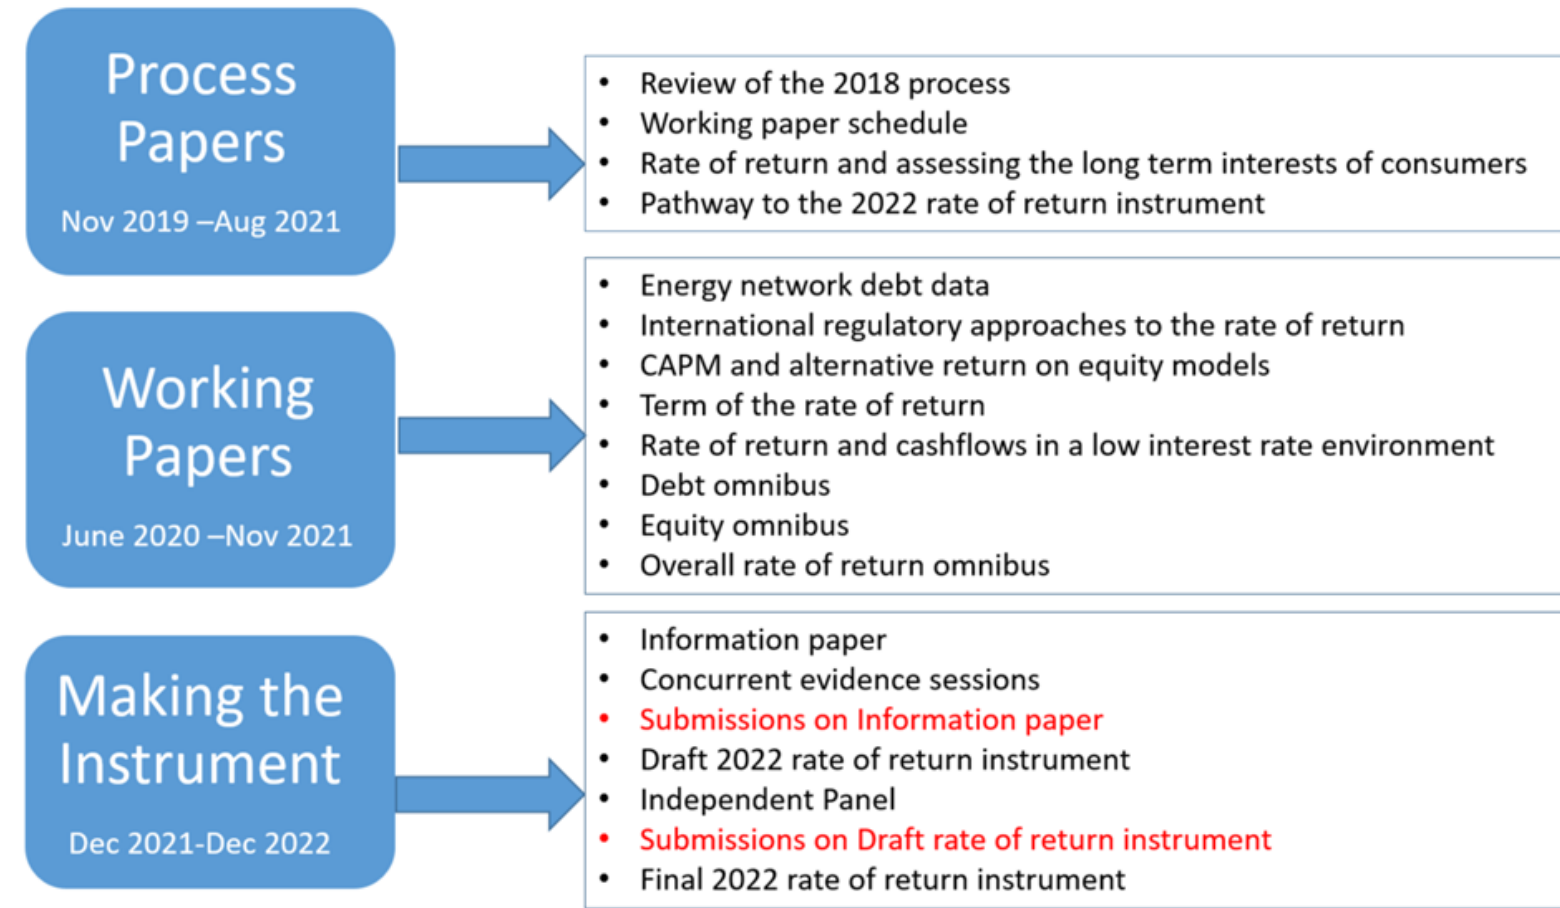 Process
Papers
Nov 2019 –Aug 2021
• Review of the 2018 process
• Working paper schedule
• Rate of return and assessing the long term interests of consumers
• Pathway to the 2022 rate of return instrument
Working
Papers
June 2020 –Nov 2021
• Energy network debt data
• International regulatory approaches to the rate of return
• CAPM and alternative return on equity models
• Term of the rate of return
• Rate of return and cashflows in a low interest rate environment
• Debt omnibus
• Equity omnibus
• Overall rate of return omnibus
Making the
Instrument
Dec 2021-Dec 2022
• Information paper
• Concurrent evidence sessions
• Submissions on Information paper
• Draft 2022 rate of return instrument
• Independent Panel
• Submissions on Draft rate of return instrument
• Final 2022 rate of return instrument